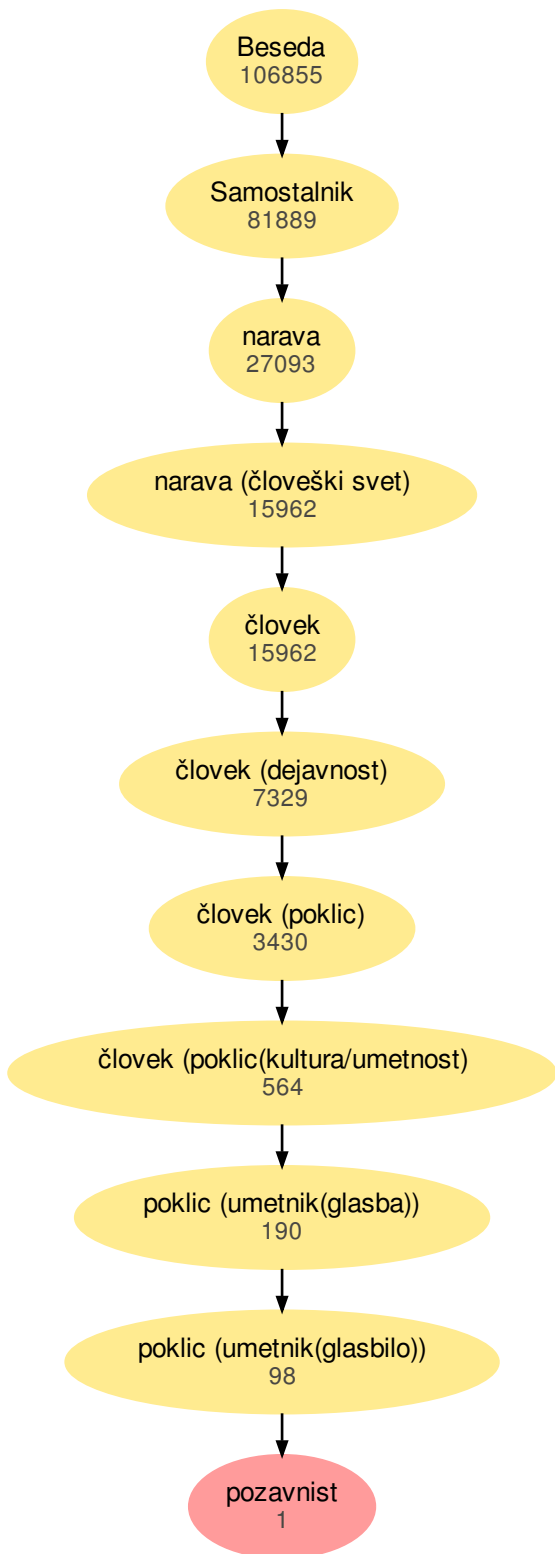 Beseda
106855
Samostalnik
81889
narava
27093
narava (človeški svet)
15962
človek
15962
človek (dejavnost)
7329
človek (poklic)
3430
človek (poklic(kultura/umetnost)
564
poklic (umetnik(glasba))
190
poklic (umetnik(glasbilo))
98
pozavnist
1